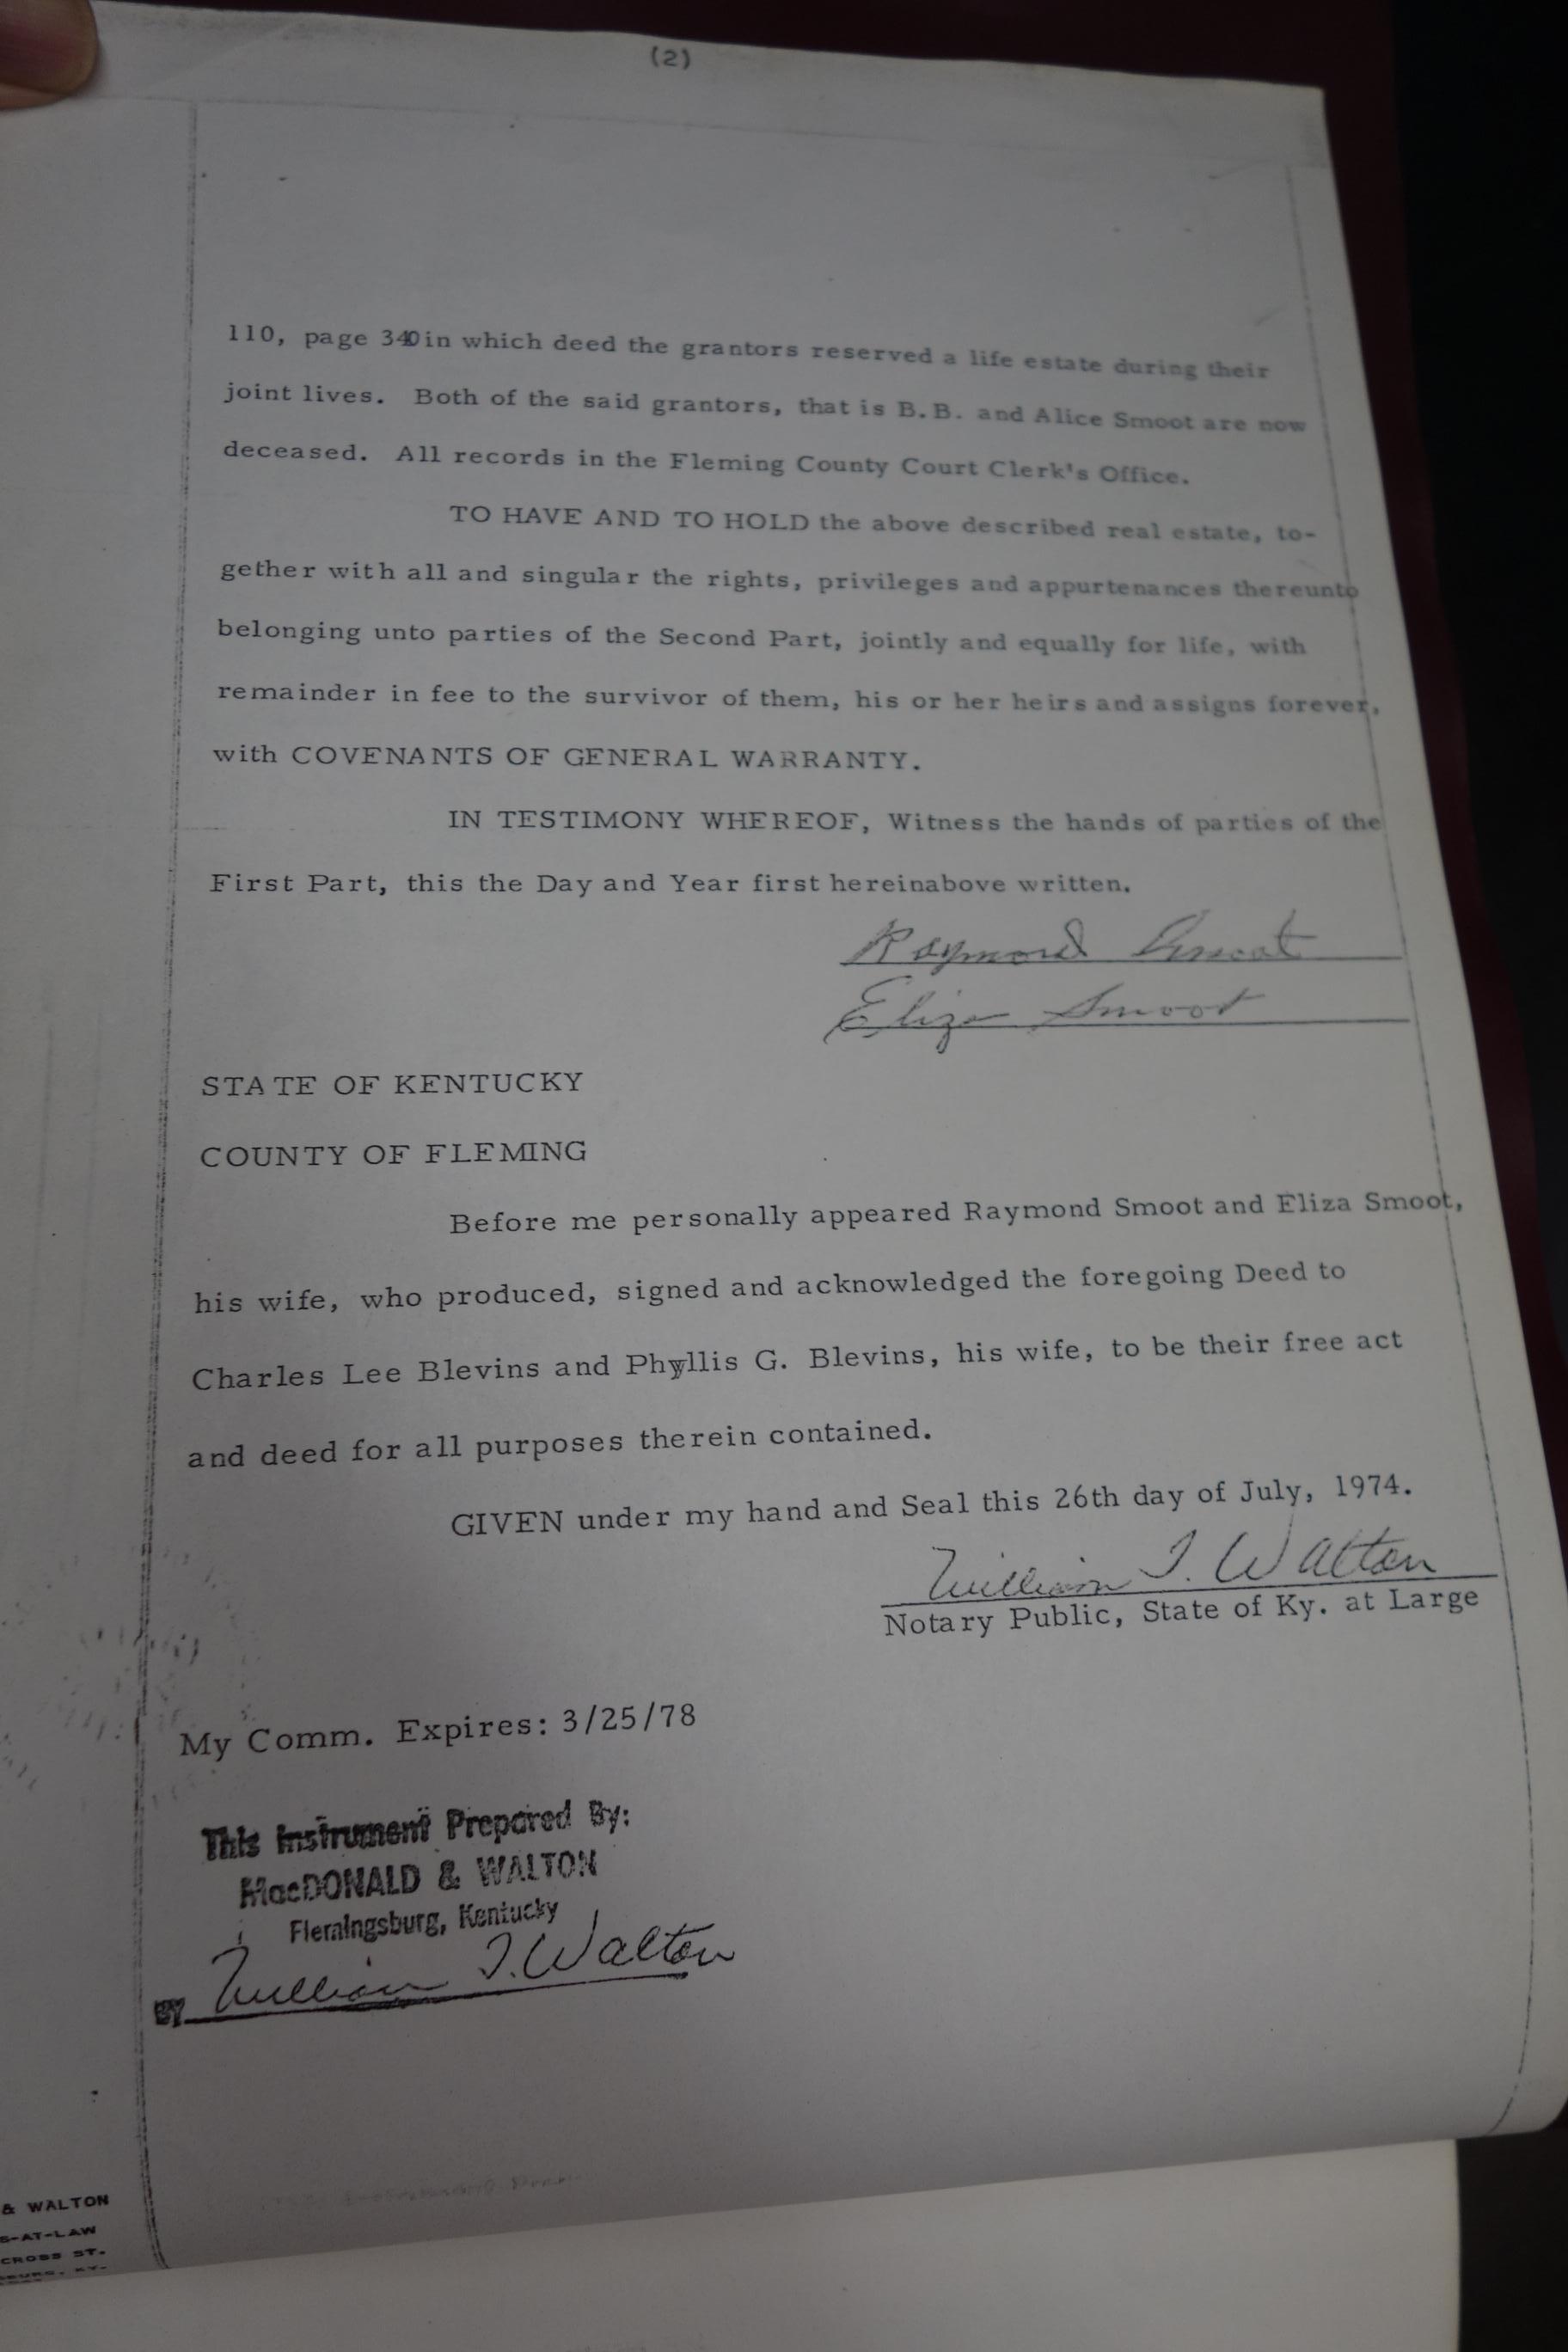 (2)
110, page 340 in which deed the grantors reserved a life estate during their
joint lives. Both of the said grantors, that is B.B. and Alice Smoot are now
deceased. All records in the Fleming County Court Clerk's Office.
TO HAVE AND TO HOLD the above described real estate, to-
gether with all and singular the rights, privileges and appurtenances thereunto
belonging unto parties of the Second Part, jointly and equally for life, with
remainder in fee to the survivor of them, his or her heirs and assigns forever,
with COVENANTS OF GENERAL WARRANTY.
IN TESTIMONY WHEREOF, Witness the hands of parties of the
First Part, this the Day and Year first hereinabove written.
Raymond Smoot
Eliza Smoot
STATE OF KENTUCKY
COUNTY OF FLEMING
Before me personally appeared Raymond Smoot and Eliza Smoot,
his wife, who produced, signed and acknowledged the foregoing Deed to
Charles Lee Blevins and Phyllis G. Blevins, his wife, to be their free act
and deed for all purposes therein contained.
GIVEN under my hand and Seal this 26th day of July, 1974.
William T. Walton
Notary Public, State of Ky. at Large
My Comm. Expires: 3/25/78
This Instrument Prepared By:
MacDONALD & WALTON
Flemingsburg, Kentucky
BY William T. Walton
& WALTON
S-AT-LAW
CROSS ST.